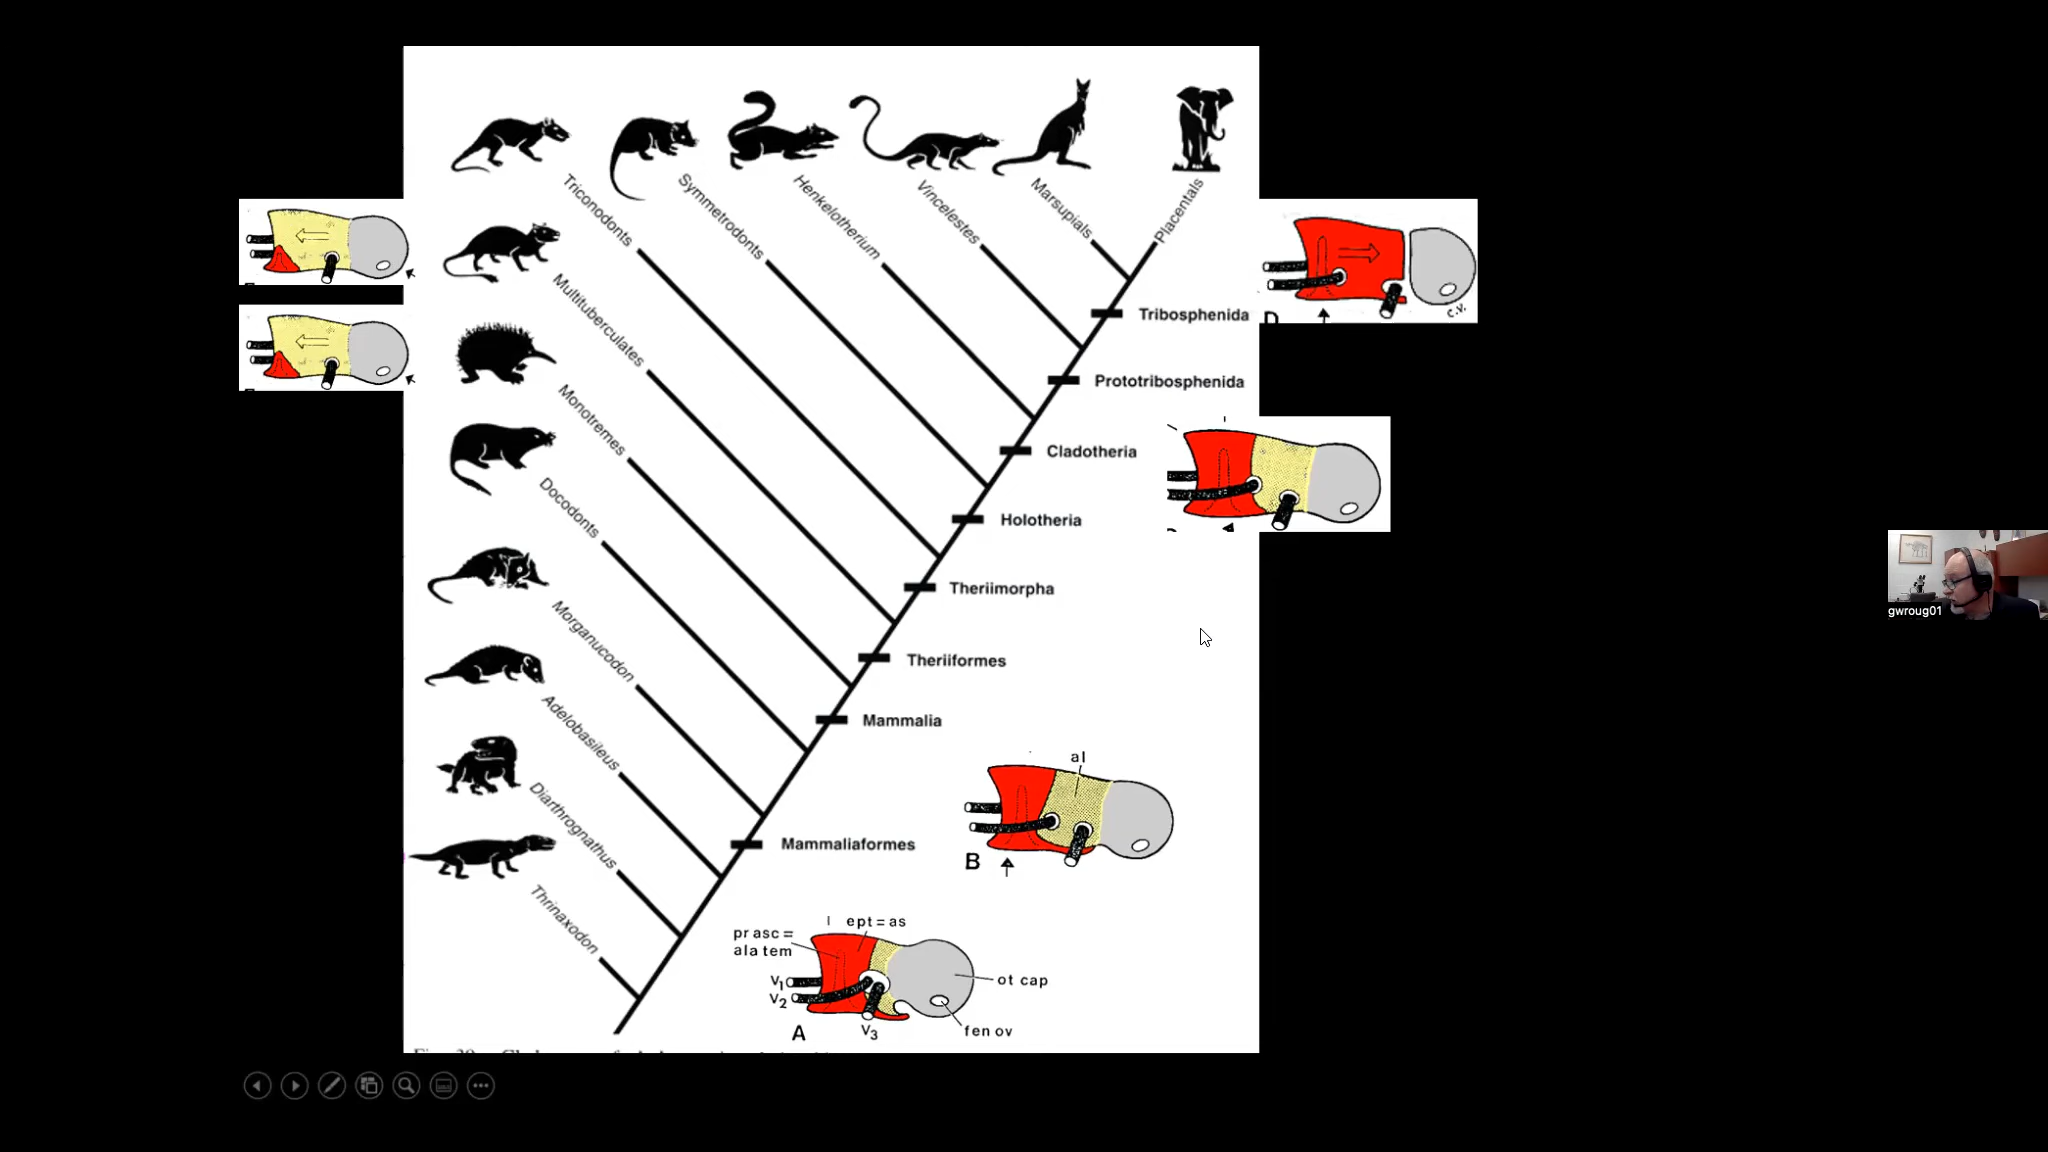 Triconodonts
Symmetrodonts
Henkelotherium
Vincelestes
Marsupials
Placentals
Multituberculates
Monotremes
Docodonts
Morganucodon
Adelobasileus
Diarthrognathus
Thrinaxodon
Tribosphenida
D
c.v.
Prototribosphenida
Cladotheria
Holotheria
Theriimorpha
gwroug01
Theriiformes
Mammalia
al
Mammaliaformes
B
ept = as
pr asc =
ala tem
V1
V2
ot cap
A
V3
fen ov